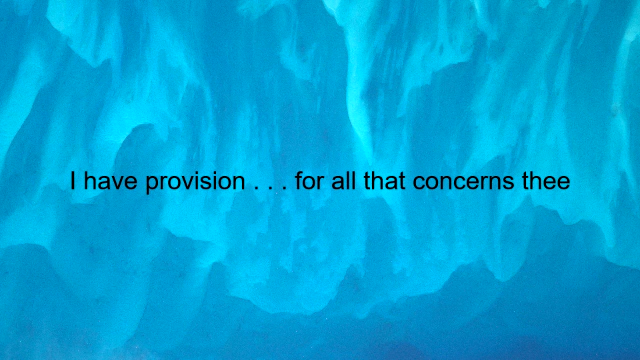 I have provision . . . for all that concerns thee